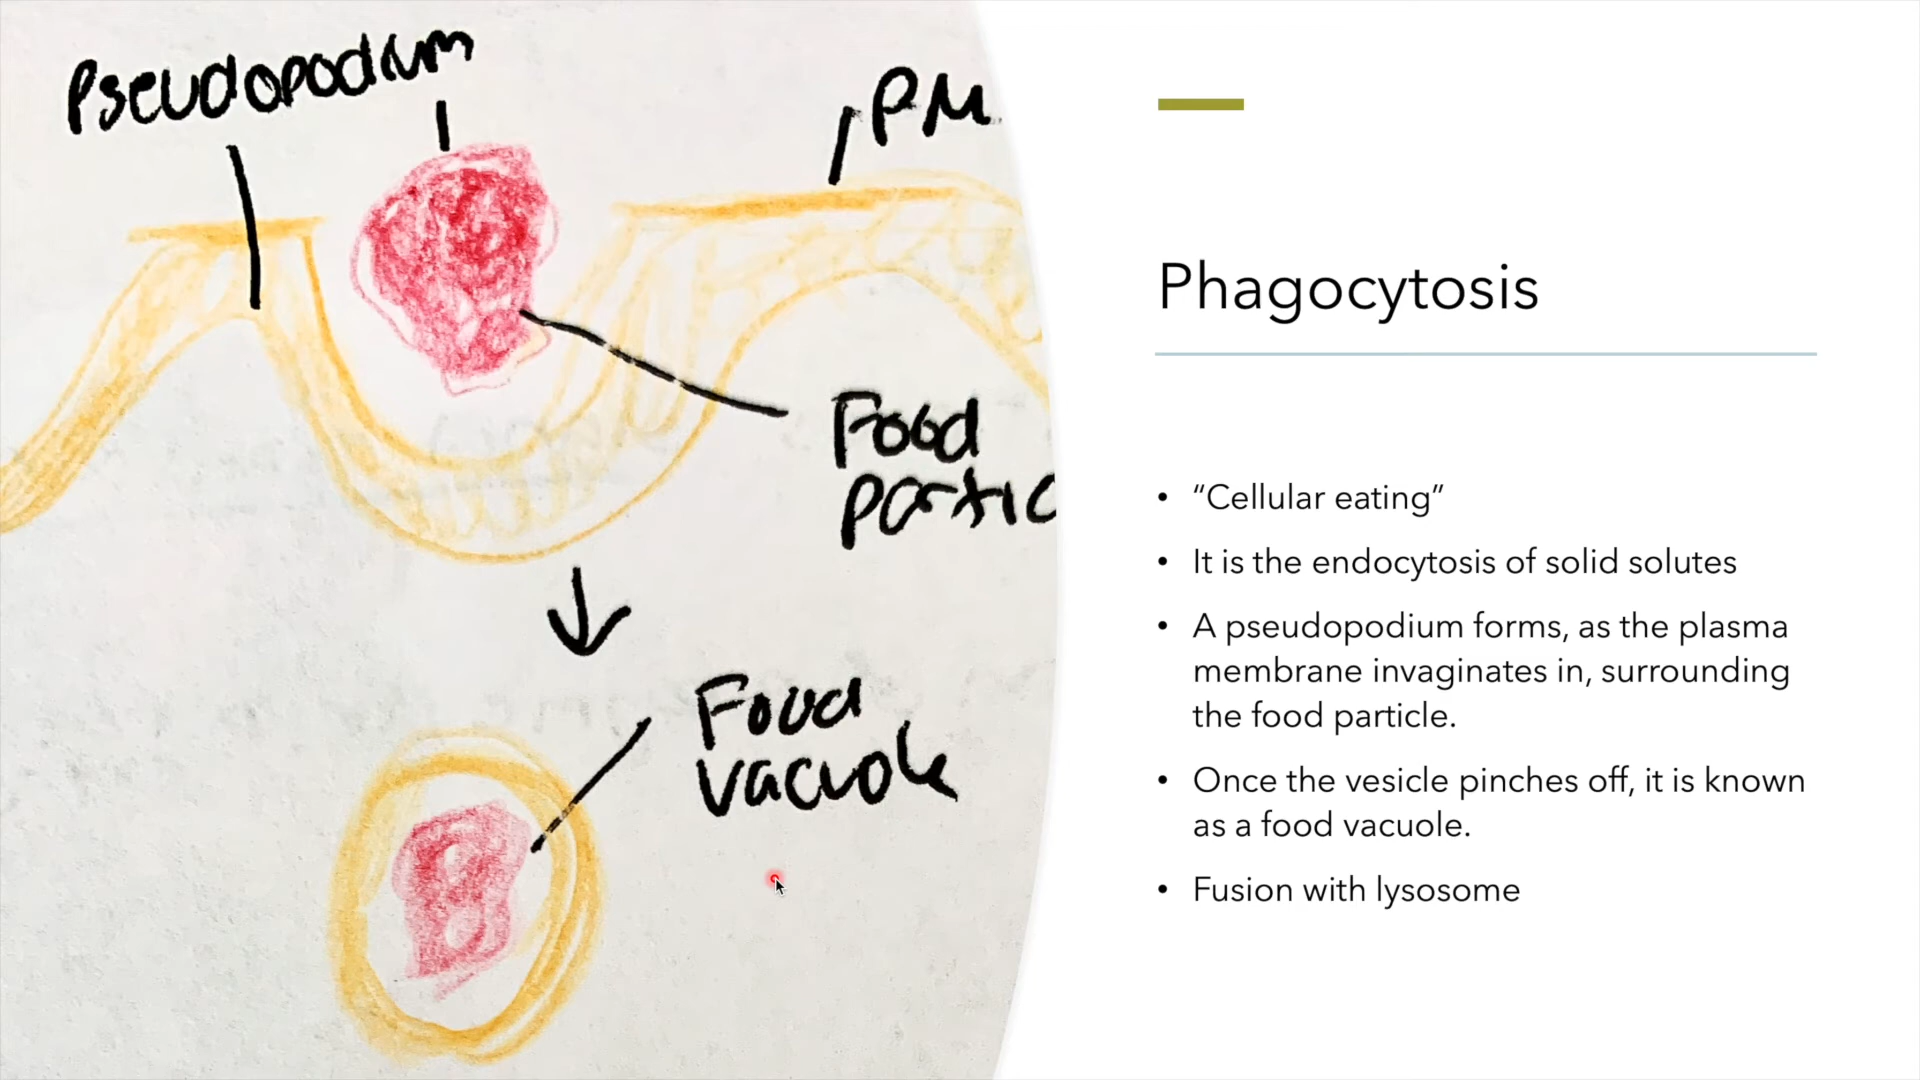 Pseudopodium
PM
Food
partic
Food
vacuole
Phagocytosis
• “Cellular eating”
• It is the endocytosis of solid solutes
• A pseudopodium forms, as the plasma
membrane invaginates in, surrounding
the food particle.
• Once the vesicle pinches off, it is known
as a food vacuole.
• Fusion with lysosome